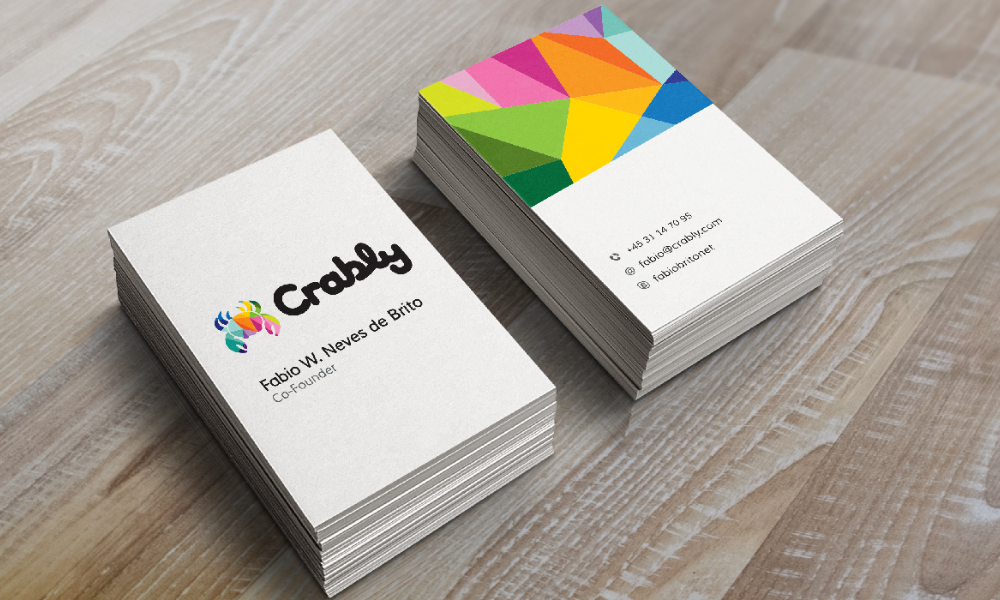 Crably
Fabio W. Neves de Brito
Co-Founder
+45 31 14 70 95
fabio@crably.com
fabiobritonet